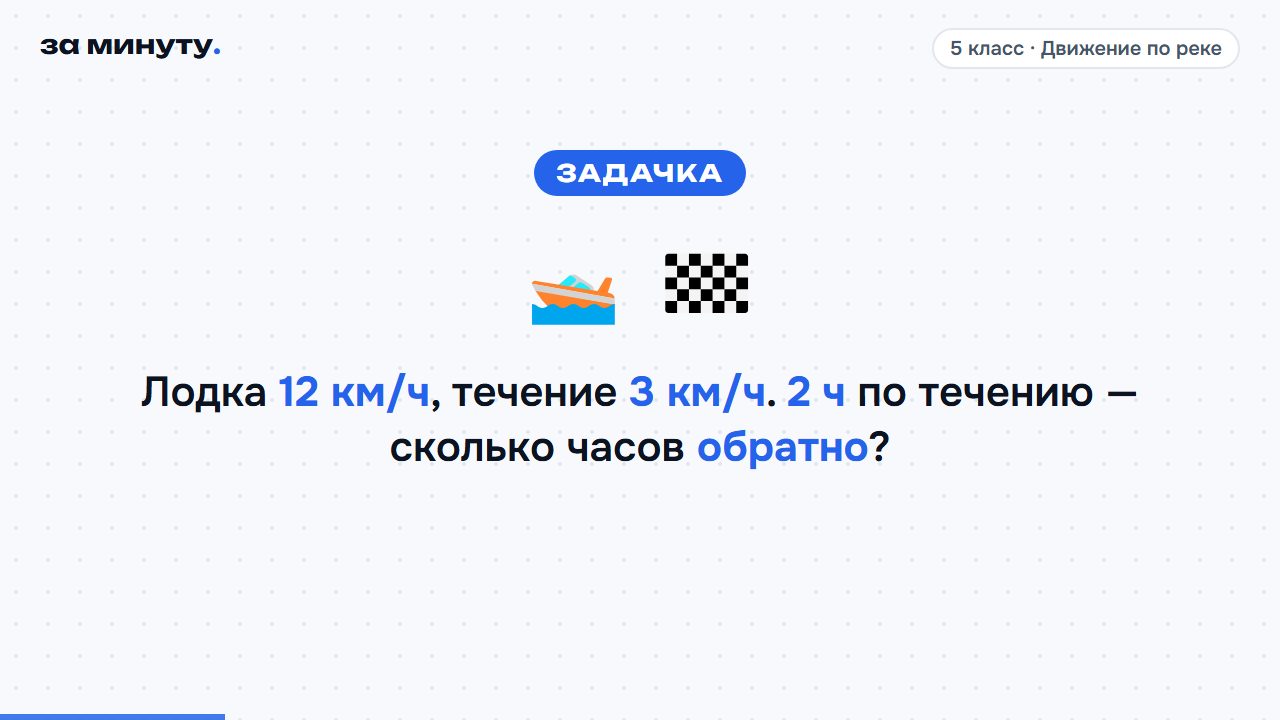 за минуту.
5 класс · Движение по реке
ЗАДАЧКА
Лодка 12 км/ч, течение 3 км/ч. 2 ч по течению —
сколько часов обратно?